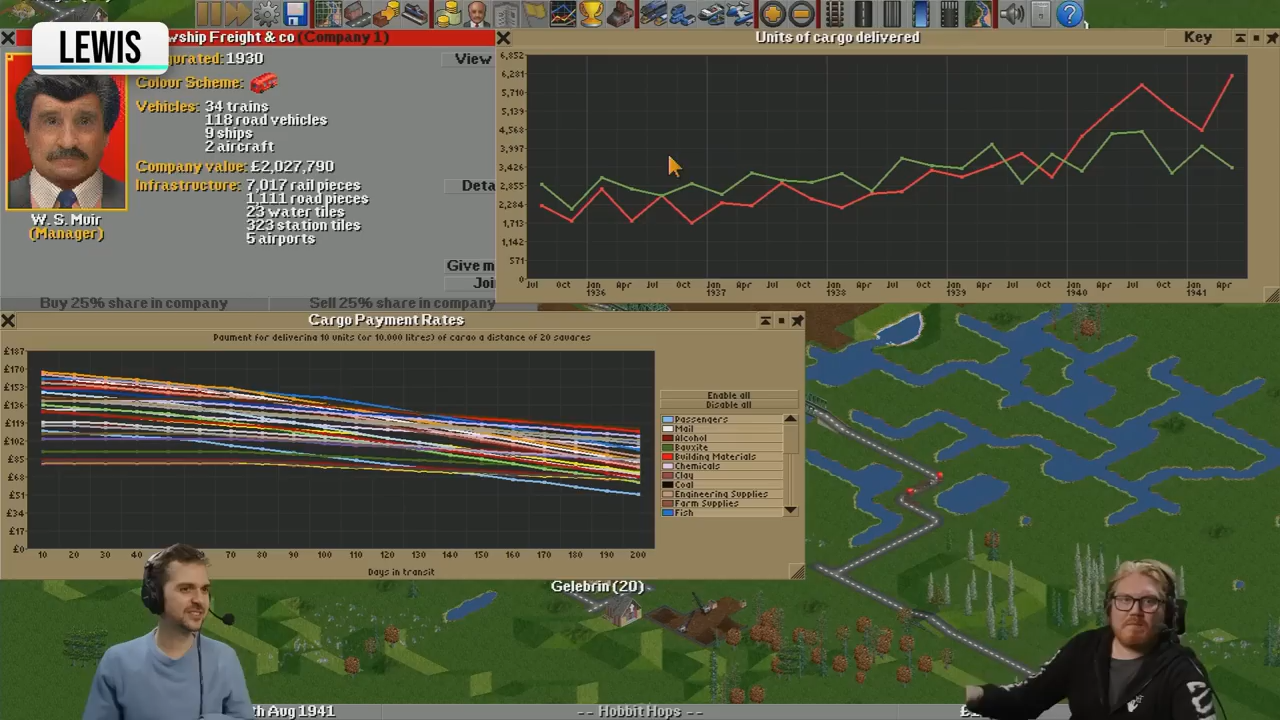 LEWIS
wship Freight & co (Company 1)
gurated: 1930
Colour Scheme:
Vehicles: 34 trains
118 road vehicles
9 ships
2 aircraft
Company value: £2,027,790
Infrastructure: 7,017 rail pieces
1,111 road pieces
23 water tiles
323 station tiles
5 airports
W. S. Muir
(Manager)
View
Deta
Give m
Joi
Buy 25% share in company
Sell 25% share in company
Units of cargo delivered
Key
6,852
6,281
5,710
5,139
4,568
3,997
3,426
2,855
2,284
1,713
1,142
571
0
Jul Oct Jan Apr Jul Oct Jan Apr Jul Oct Jan Apr Jul Oct Jan Apr Jul Oct Jan Apr Jul Oct Jan Apr
1936 1937 1938 1939 1940 1941
Cargo Payment Rates
Payment for delivering 10 units (or 10,000 litres) of cargo a distance of 20 squares
£187
£170
£153
£136
£119
£102
£85
£68
£51
£34
£17
£0
10 20 30 40 50 60 70 80 90 100 110 120 130 140 150 160 170 180 190 200
Days in transit
Enable all
Disable all
Passengers
Mail
Alcohol
Bauxite
Building Materials
Chemicals
Clay
Coal
Engineering Supplies
Farm Supplies
Fish
Gelebrin (20)
th Aug 1941
-- Hobbit Hops --